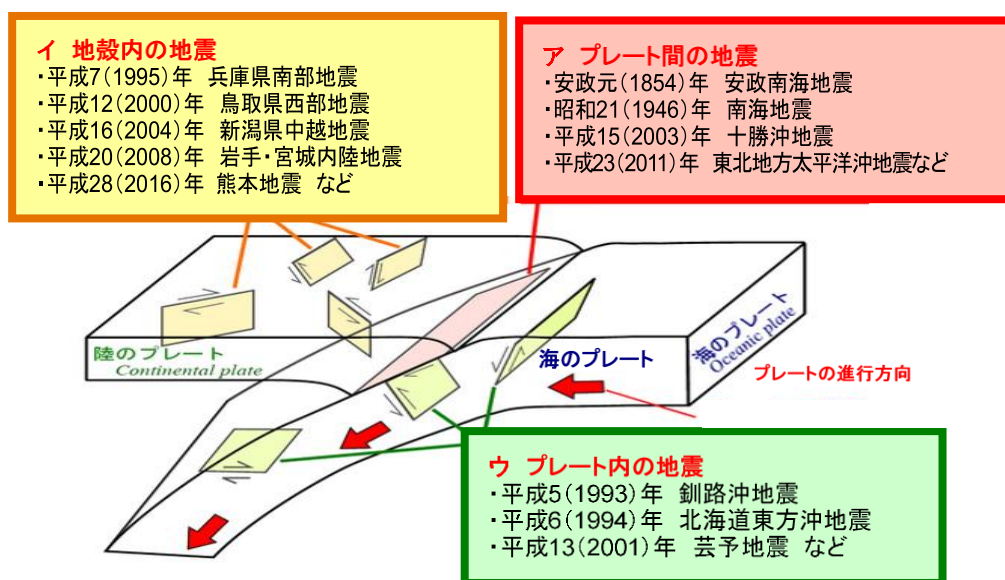 イ 地殻内の地震
・平成7(1995)年 兵庫県南部地震
・平成12(2000)年 鳥取県西部地震
・平成16(2004)年 新潟県中越地震
・平成20(2008)年 岩手・宮城内陸地震
・平成28(2016)年 熊本地震 など
ア プレート間の地震
・安政元(1854)年 安政南海地震
・昭和21(1946)年 南海地震
・平成15(2003)年 十勝沖地震
・平成23(2011)年 東北地方太平洋沖地震など
陸のプレート
Continental plate
海のプレート
海のプレート
Oceanic plate
プレートの進行方向
ウ プレート内の地震
・平成5(1993)年 釧路沖地震
・平成6(1994)年 北海道東方沖地震
・平成13(2001)年 芸予地震 など